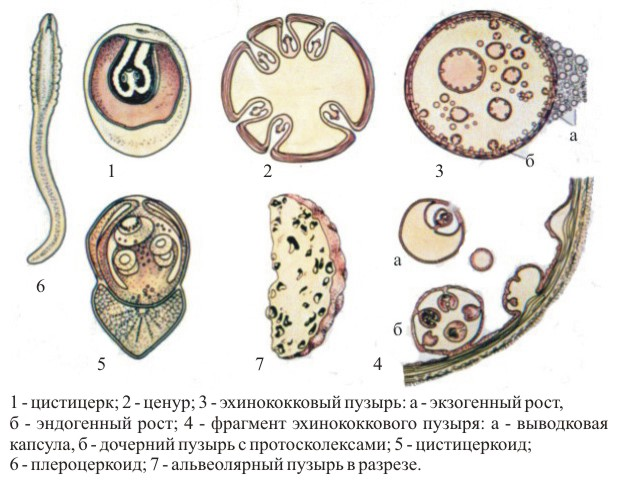 1
2
3
а
б
6
5
7
4
а
б
1 - цистицерк; 2 - ценур; 3 - эхинококковый пузырь: а - экзогенный рост,
б - эндогенный рост; 4 - фрагмент эхинококкового пузыря: а - выводковая
капсула, б - дочерний пузырь с протосколексами; 5 - цистицеркоид;
6 - плероцеркоид; 7 - альвеолярный пузырь в разрезе.